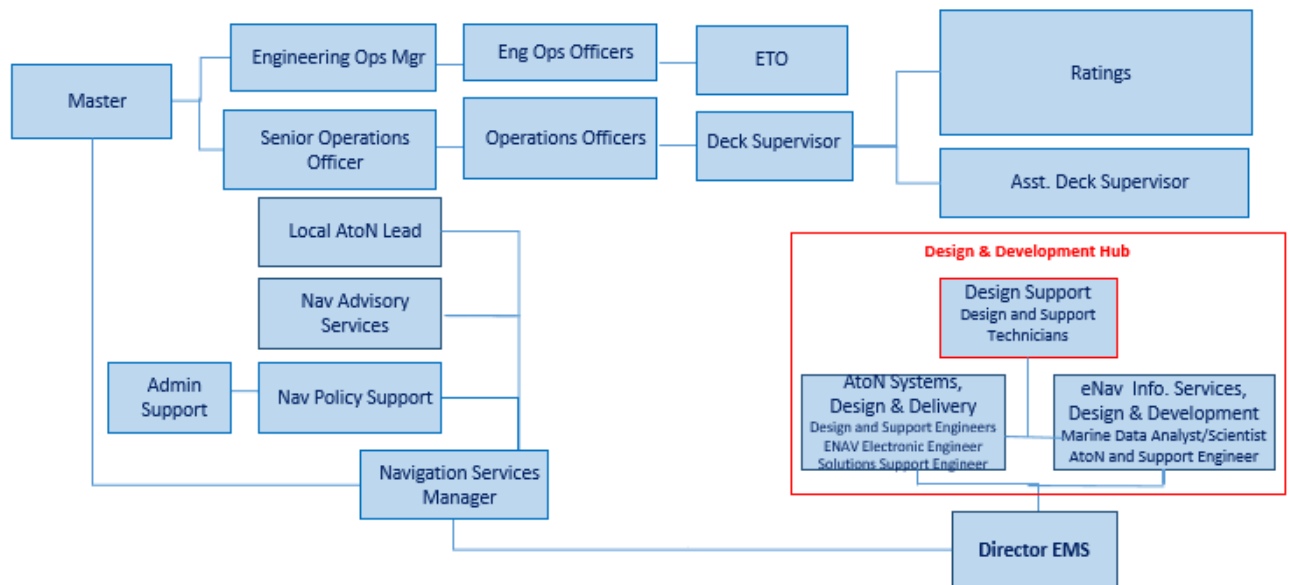 Engineering Ops Mgr
Eng Ops Officers
ETO
Ratings
Master
Senior Operations
Officer
Operations Officers
Deck Supervisor
Asst. Deck Supervisor
Local AtoN Lead
Nav Advisory
Services
Admin
Support
Nav Policy Support
Navigation Services
Manager
Design & Development Hub
Design Support
Design and Support
Technicians
AtoN Systems,
Design & Delivery
Design and Support Engineers
ENAV Electronic Engineer
Solutions Support Engineer
eNav Info. Services,
Design & Development
Marine Data Analyst/Scientist
AtoN and Support Engineer
Director EMS